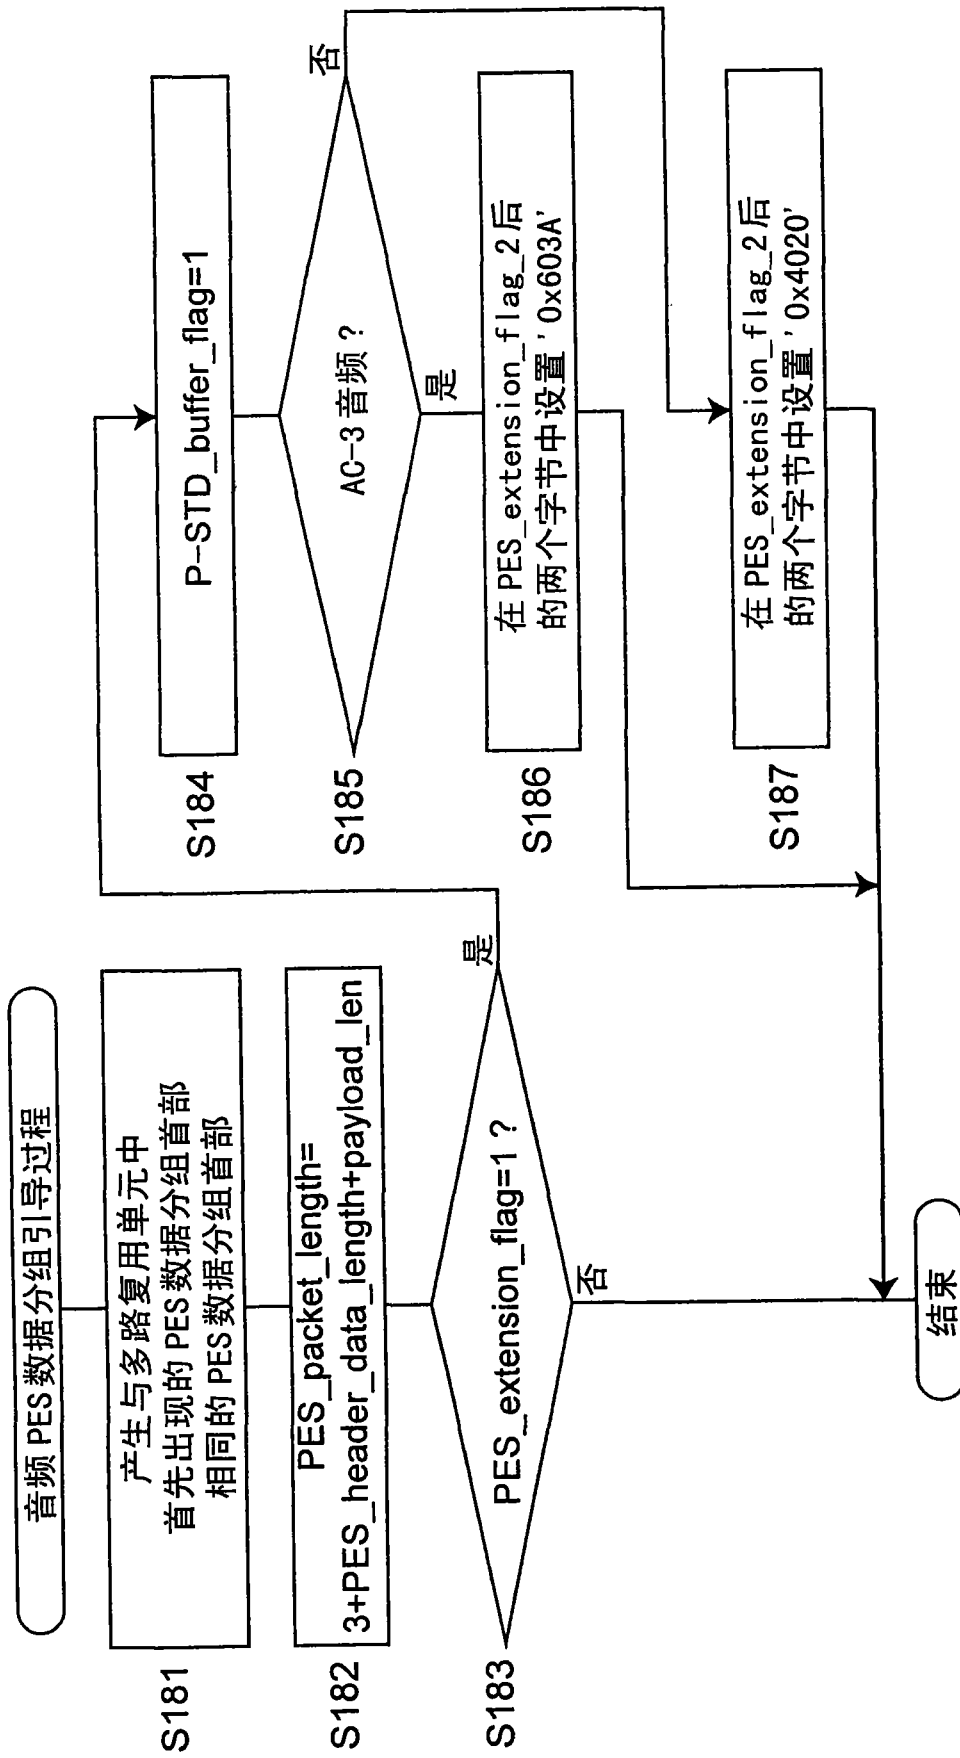 音频 PES 数据分组引导过程
S181
产生与多路复用单元中
首先出现的 PES 数据分组首部
相同的 PES 数据分组首部
S182
PES_packet_length=
3+PES_header_data_length+payload_len
S183
PES_extension_flag=1 ?
是
否
S184
P-STD_buffer_flag=1
S185
AC-3 音频 ?
否
是
S186
在 PES_extension_flag_2 后
的两个字节中设置 '0x603A'
S187
在 PES_extension_flag_2 后
的两个字节中设置 '0x4020'
结束